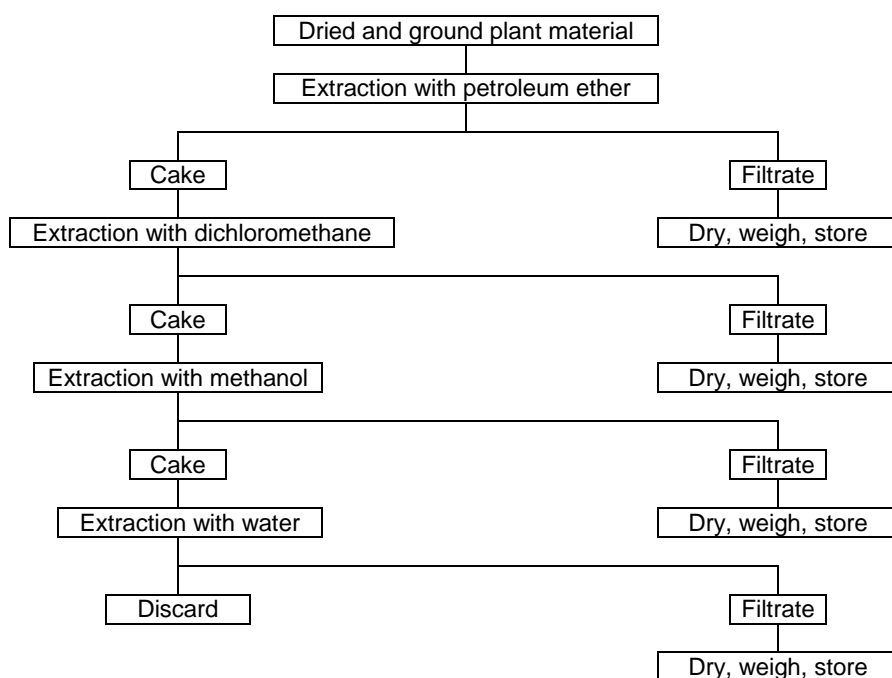 Dried and ground plant material
Extraction with petroleum ether
Cake
Filtrate
Extraction with dichloromethane
Dry, weigh, store
Cake
Filtrate
Extraction with methanol
Dry, weigh, store
Cake
Filtrate
Extraction with water
Dry, weigh, store
Discard
Filtrate
Dry, weigh, store